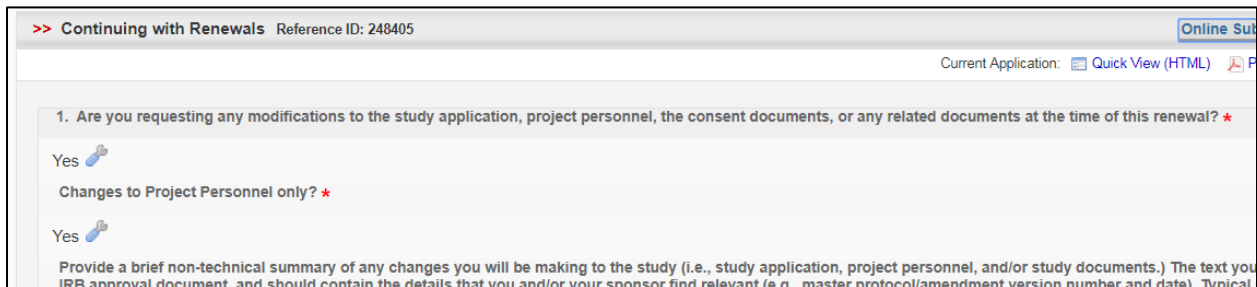 >> Continuing with Renewals Reference ID: 248405 Online Sub
Current Application: Quick View (HTML) P
1. Are you requesting any modifications to the study application, project personnel, the consent documents, or any related documents at the time of this renewal? *
Yes
Changes to Project Personnel only? *
Yes
Provide a brief non-technical summary of any changes you will be making to the study (i.e., study application, project personnel, and/or study documents.) The text you
IRB approval document, and should contain the details that you and/or your sponsor find relevant (e.g., master protocol/amendment version number and date). Typical